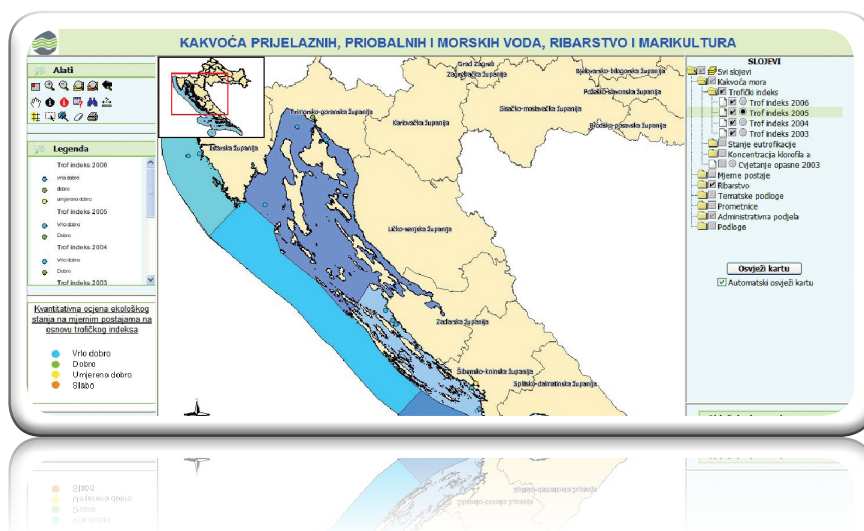 KAKVOĆA PRIJELAZNIH, PRIOBALNIH I MORSKIH VODA, RIBARSTVO I MARIKULTURA
Alati
Legenda
Trof indeks 2006
vrlo dobro
dobro
umjereno dobro
Trof indeks 2005
Vrlo dobro
Dobro
Trof indeks 2004
Vrlo dobro
Dobro
Trof indeks 2003
Kvantitativna ocjena ekološkog
stanja na mjernim postajama na
osnovu trofičkog indeksa
Vrlo dobro
Dobro
Umjereno dobro
Slabo
Grad Zagreb
Zagrebačka županija
Bjelovarsko-bilogorska županija
Požeško-slavonska županija
Sisačko-moslavačka županija
Brodsko-posavska županija
Primorsko-goranska županija
Karlovačka županija
Istarska županija
Ličko-senjska županija
Zadarska županija
Šibensko-kninska županija
Splitsko-dalmatinska županija
SLOJEVI
Svi slojevi
Kakvoća mora
Trofički indeks
Trof indeks 2006
Trof indeks 2005
Trof indeks 2004
Trof indeks 2003
Stanje eutrofikacije
Koncentracija klorofila a
Cvjetanje opasne 2003
Mjerne postaje
Ribarstvo
Tematske podloge
Prometnice
Administrativna podjela
Podloge
Osvježi kartu
Automatski osvježi kartu